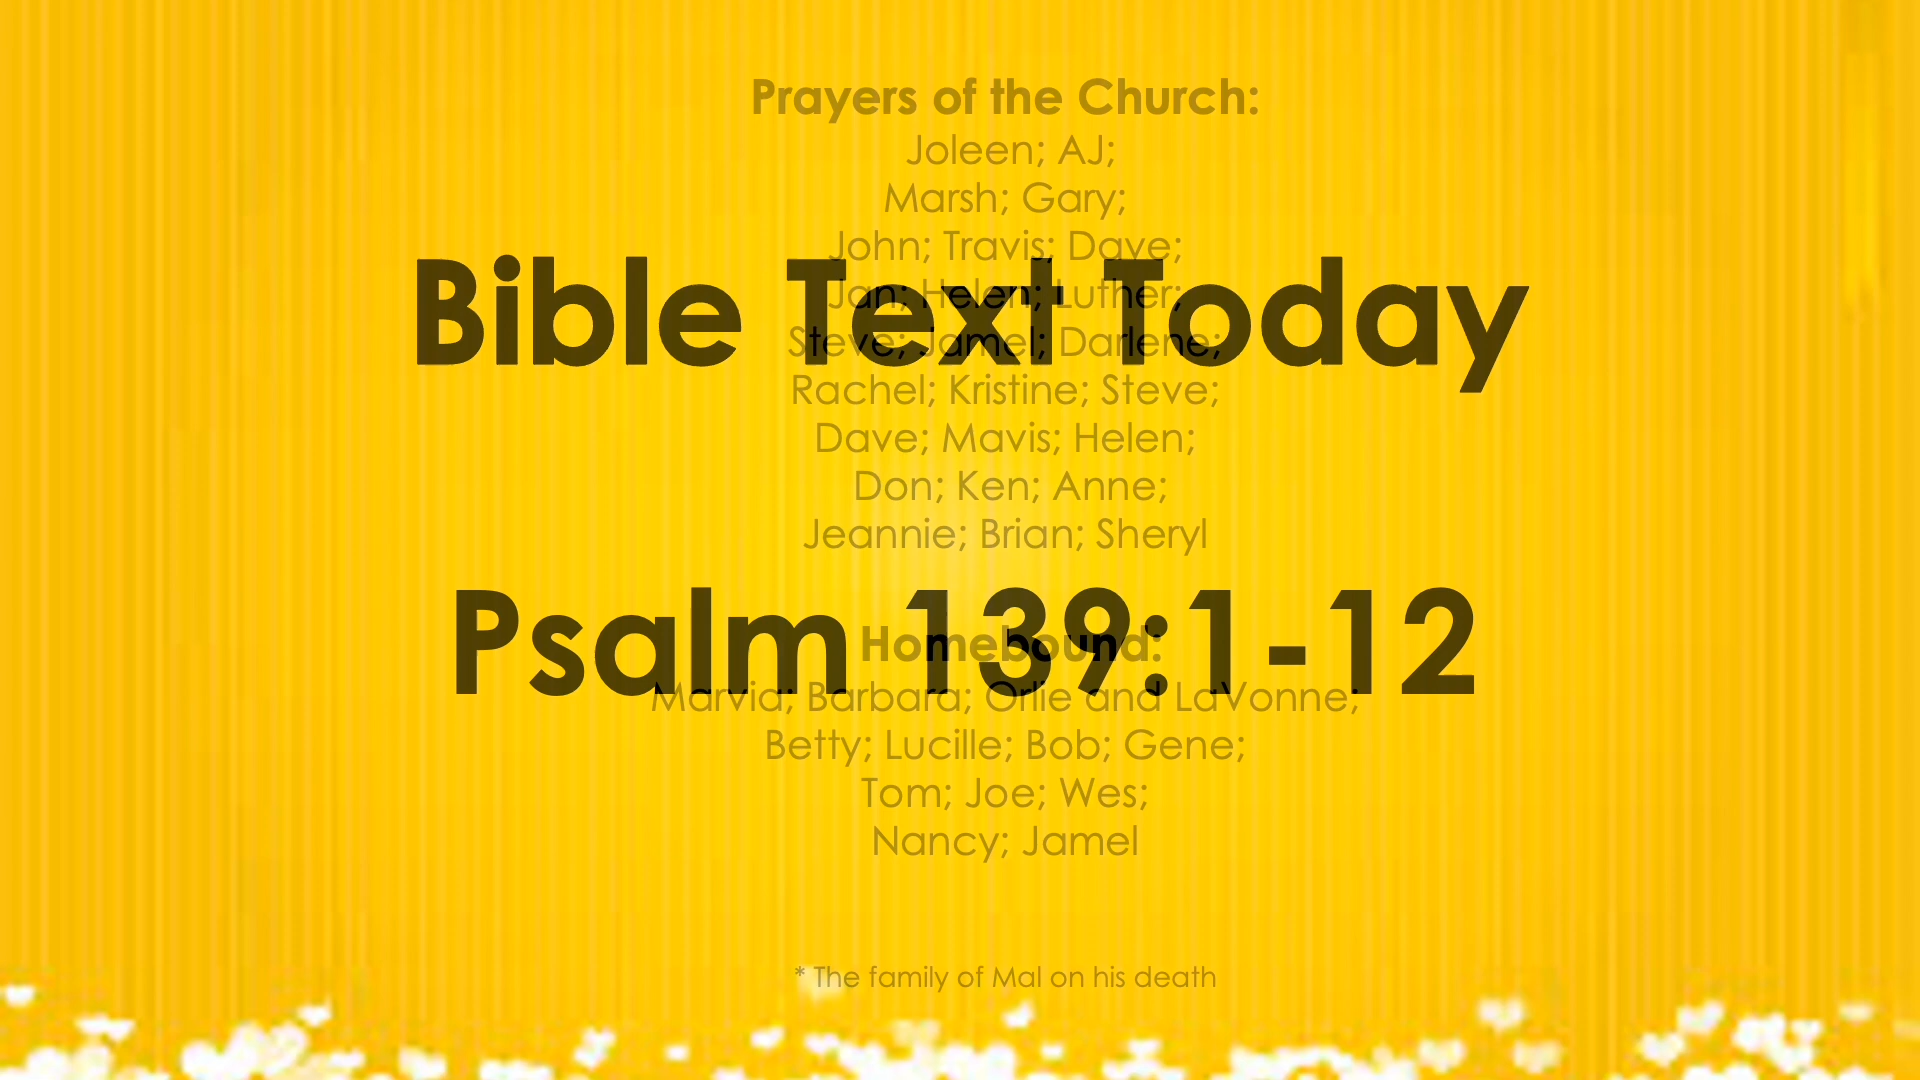 Prayers of the Church:
Joleen; AJ;
Marsh; Gary;
John; Travis; Dave;
Jan; Helen; Luther;
Steve; Jamel; Darlene;
Rachel; Kristine; Steve;
Dave; Mavis; Helen;
Don; Ken; Anne;
Jeannie; Brian; Sheryl
Bible Text Today
Psalm 139:1-12
Homebound:
Marvia; Barbara; Orlie and LaVonne;
Betty; Lucille; Bob; Gene;
Tom; Joe; Wes;
Nancy; Jamel
* The family of Mal on his death